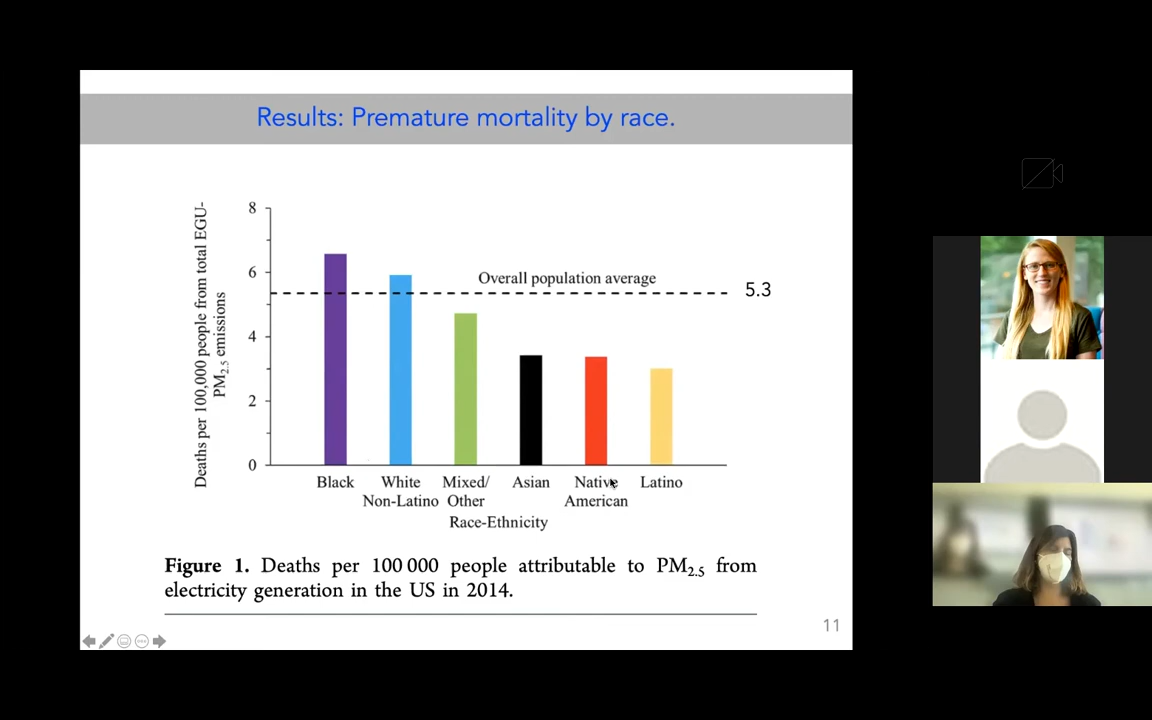 Results: Premature mortality by race.
Deaths per 100,000 people from total EGU-
PM2.5 emissions
8
6
4
2
0
Overall population average
5.3
Black
White
Non-Latino
Mixed/
Other
Asian
Native
American
Latino
Race-Ethnicity
Figure 1. Deaths per 100 000 people attributable to PM2.5 from
electricity generation in the US in 2014.
11